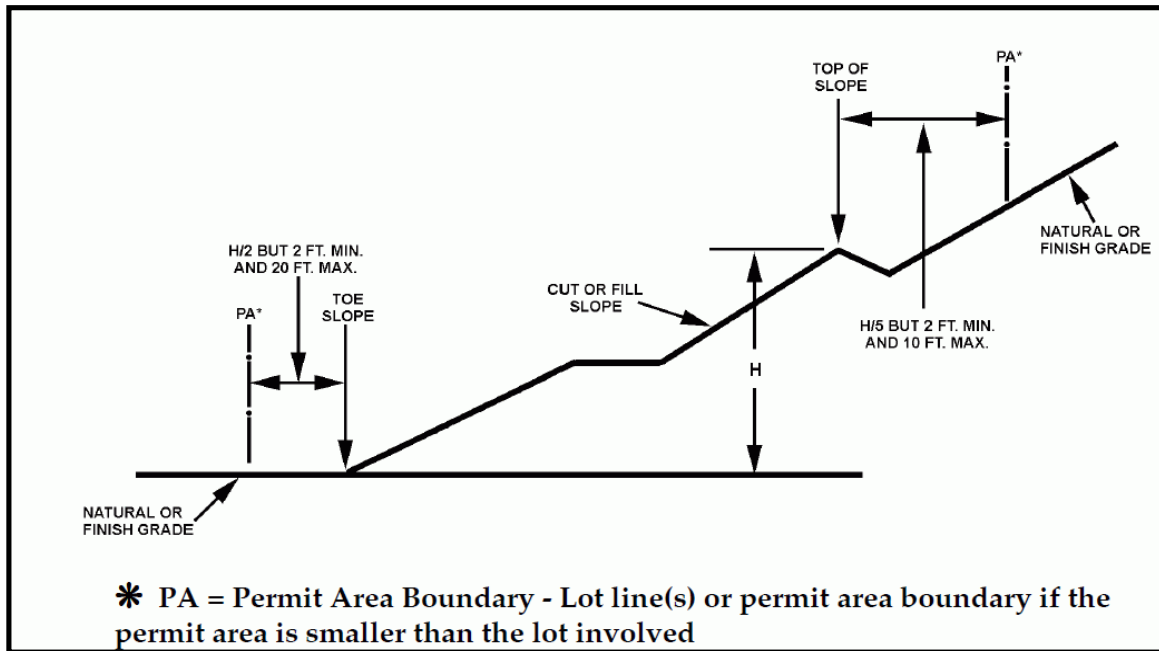 TOP OF
SLOPE
PA*
H/2 BUT 2 FT. MIN.
AND 20 FT. MAX.
PA*
TOE
SLOPE
CUT OR FILL
SLOPE
NATURAL OR
FINISH GRADE
H/5 BUT 2 FT. MIN.
AND 10 FT. MAX.
H
NATURAL OR
FINISH GRADE
* PA = Permit Area Boundary - Lot line(s) or permit area boundary if the
permit area is smaller than the lot involved